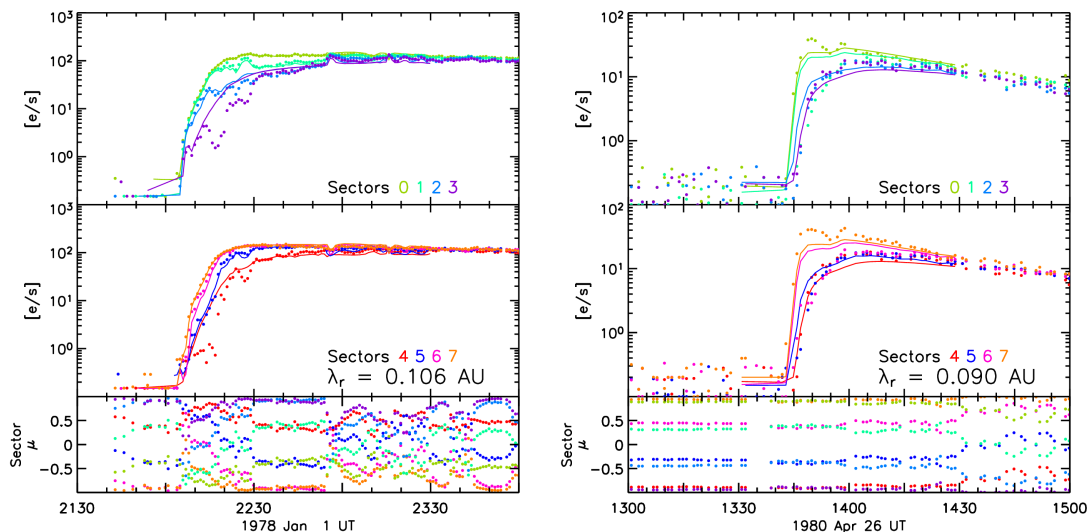 10³
10²
10¹
10⁰
[e/s]
Sectors 0 1 2 3
10³
10²
10¹
10⁰
[e/s]
Sectors 4 5 6 7
λr = 0.106 AU
0.5
0
-0.5
Sector
μ
2130
2230
2330
1978 Jan 1 UT
10²
10¹
10⁰
[e/s]
Sectors 0 1 2 3
10²
10¹
10⁰
[e/s]
Sectors 4 5 6 7
λr = 0.090 AU
0.5
0
-0.5
Sector
μ
1300
1330
1400
1430
1500
1980 Apr 26 UT